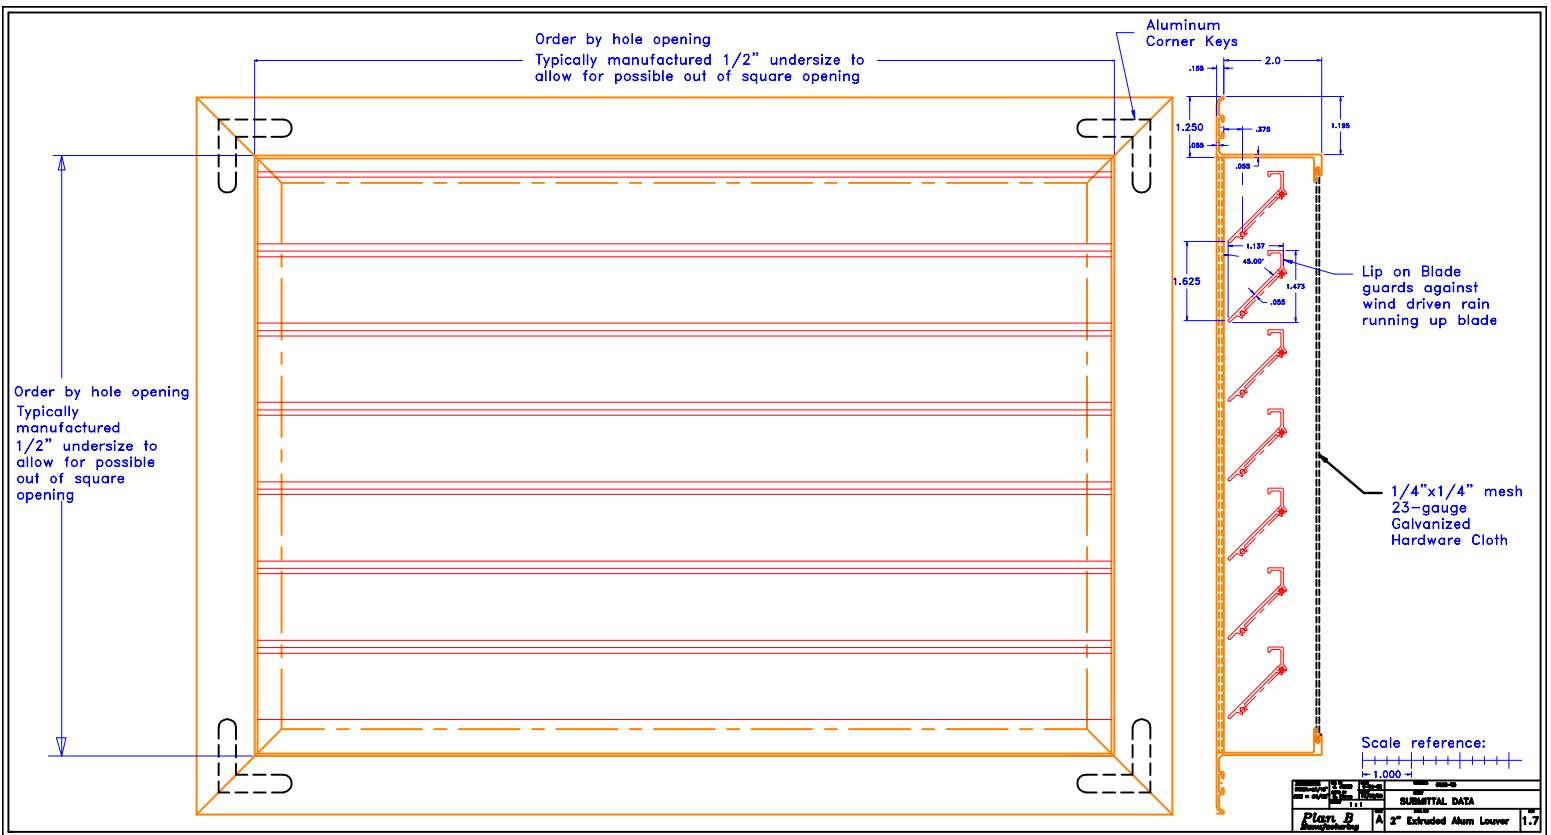 Order by hole opening
Typically manufactured 1/2" undersize to
allow for possible out of square opening
Aluminum
Corner Keys
.155
2.0
1.250
.375
1.195
.055
.055
1.137
45.00°
1.625
1.473
.055
Lip on Blade
guards against
wind driven rain
running up blade
Order by hole opening
Typically
manufactured
1/2" undersize to
allow for possible
out of square
opening
1/4"x1/4" mesh
23-gauge
Galvanized
Hardware Cloth
Scale reference:
1.000
1:1
SUBMITTAL DATA
Plan B
Manufacturing
A
2" Extruded Alum Louver
1.7